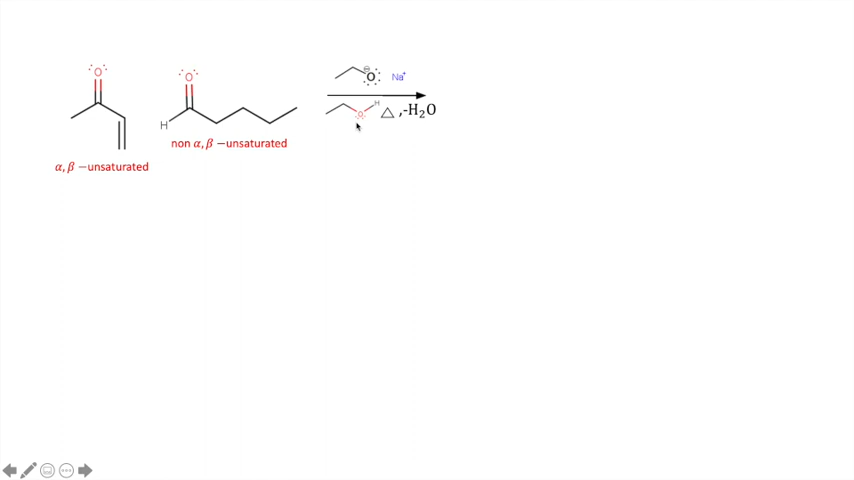 :O:
:O:
H
⊖
:O:
Na⁺
H
:O:
△ ,-H₂O
non α, β −unsaturated
α, β −unsaturated